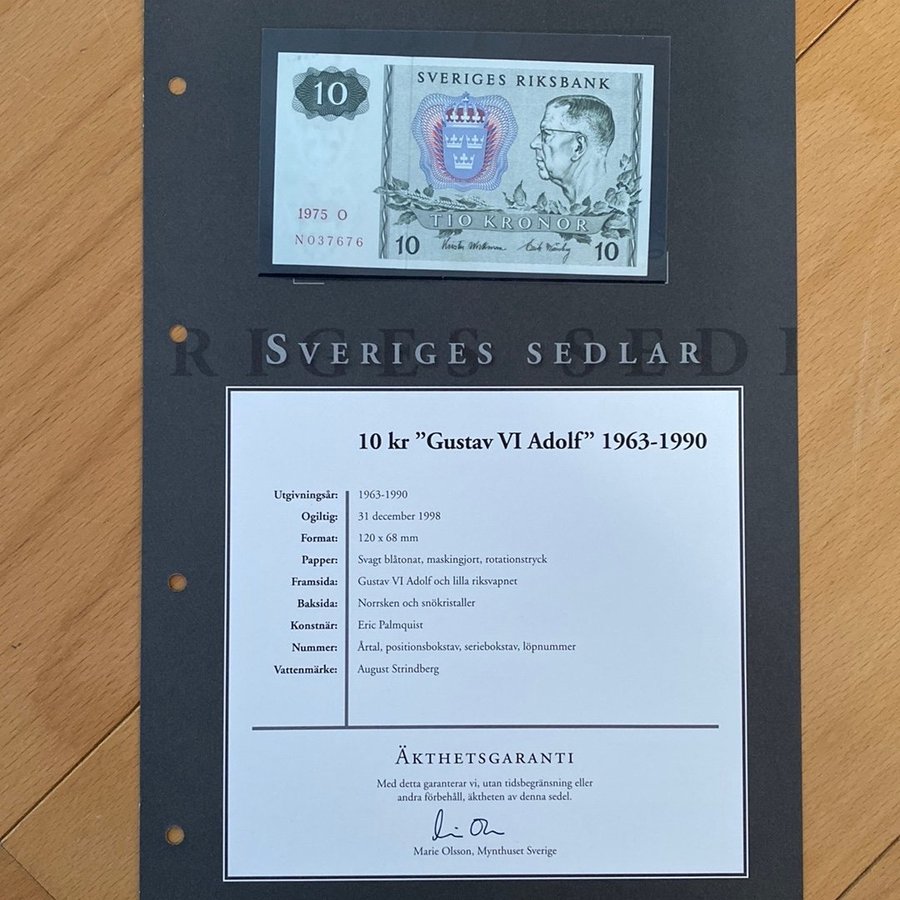 10
SVERIGES RIKSBANK
1975 O
N037676
TIO KRONOR
10
10
RIGES SEDL
SVERIGES SEDLAR
10 kr ”Gustav VI Adolf” 1963-1990
Utgivningsår: 1963-1990
Ogiltig: 31 december 1998
Format: 120 x 68 mm
Papper: Svagt blåtonat, maskingjort, rotationstryck
Framsida: Gustav VI Adolf och lilla riksvapnet
Baksida: Norrsken och snökristaller
Konstnär: Eric Palmquist
Nummer: Årtal, positionsbokstav, seriebokstav, löpnummer
Vattenmärke: August Strindberg
ÄKTHETSGARANTI
Med detta garanterar vi, utan tidsbegränsning eller
andra förbehåll, äktheten av denna sedel.
Marie Olsson, Mynthuset Sverige